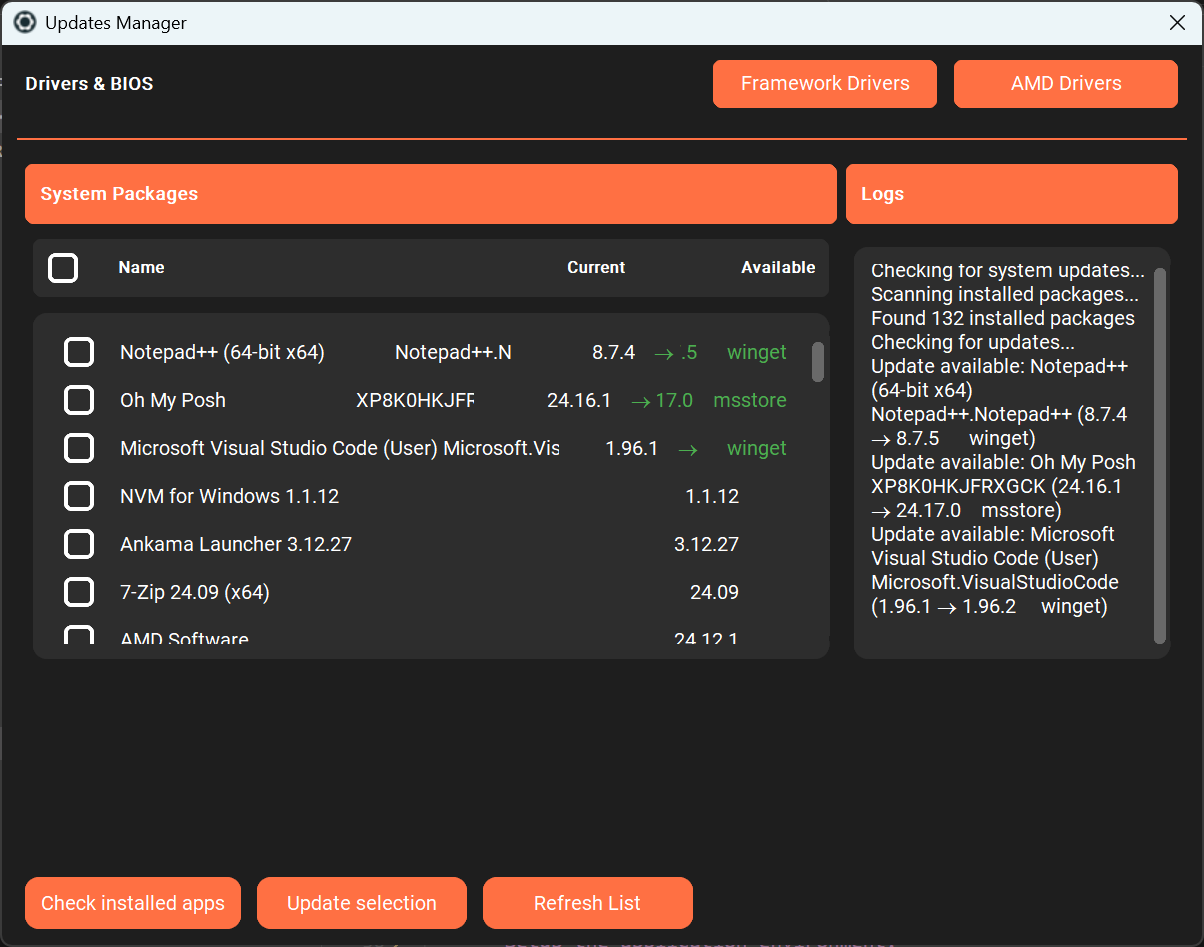 Updates Manager
Drivers & BIOS
Framework Drivers
AMD Drivers
System Packages
Logs
Name Current Available
Notepad++ (64-bit x64) Notepad++.N 8.7.4 → .5 winget
Oh My Posh XP8K0HKJFF 24.16.1 → 17.0 msstore
Microsoft Visual Studio Code (User) Microsoft.Vis 1.96.1 → winget
NVM for Windows 1.1.12 1.1.12
Ankama Launcher 3.12.27 3.12.27
7-Zip 24.09 (x64) 24.09
AMD Software 24.12.1
Checking for system updates...
Scanning installed packages...
Found 132 installed packages
Checking for updates...
Update available: Notepad++
(64-bit x64)
Notepad++.Notepad++ (8.7.4
→ 8.7.5 winget)
Update available: Oh My Posh
XP8K0HKJFRXGCK (24.16.1
→ 24.17.0 msstore)
Update available: Microsoft
Visual Studio Code (User)
Microsoft.VisualStudioCode
(1.96.1 → 1.96.2 winget)
Check installed apps
Update selection
Refresh List